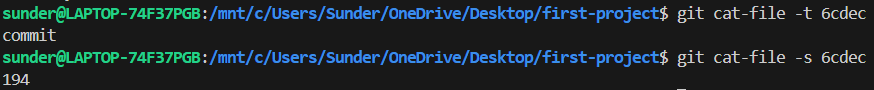 sunder@LAPTOP-74F37PGB:/mnt/c/Users/Sunder/OneDrive/Desktop/first-project$ git cat-file -t 6cdec
commit
sunder@LAPTOP-74F37PGB:/mnt/c/Users/Sunder/OneDrive/Desktop/first-project$ git cat-file -s 6cdec
194